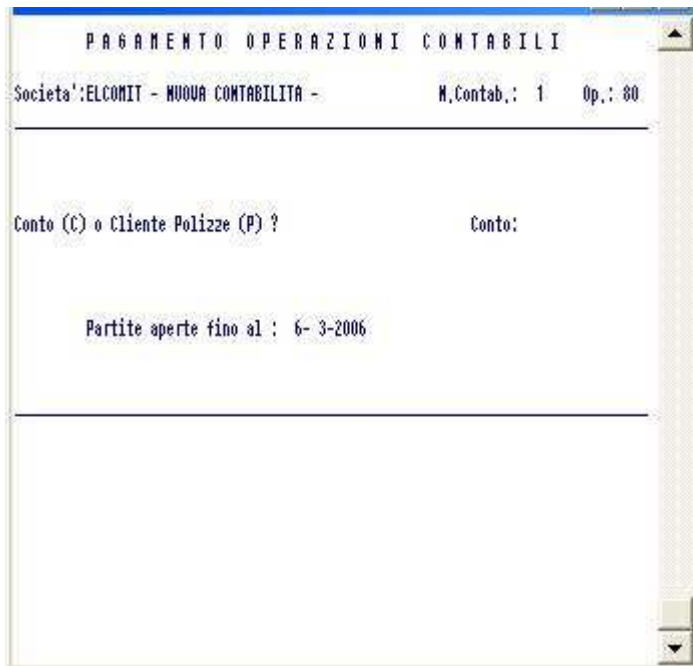 PAGAMENTO OPERAZIONI CONTABILI
Societa':ELCOMIT - NUOVA CONTABILITA - N.Contab.: 1 Op.: 80
Conto (C) o Cliente Polizze (P) ? Conto:
Partite aperte fino al : 6- 3-2006